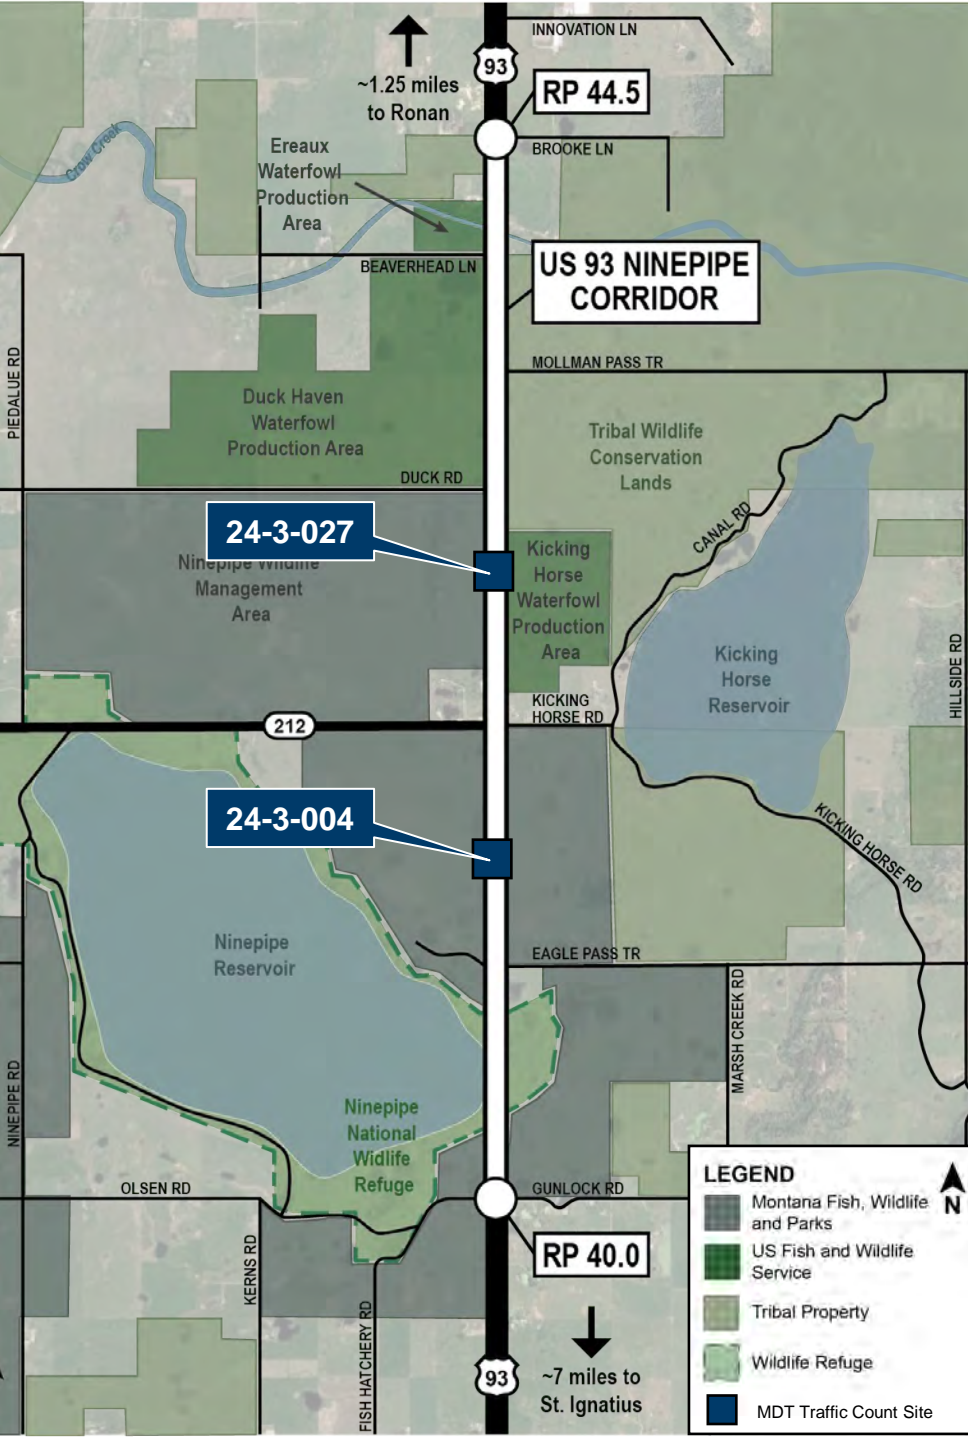 INNOVATION LN
93
~1.25 miles
to Ronan
RP 44.5
BROOKE LN
Crow Creek
Ereaux
Waterfowl
Production
Area
BEAVERHEAD LN
US 93 NINEPIPE
CORRIDOR
PIEDALUE RD
MOLLMAN PASS TR
Duck Haven
Waterfowl
Production Area
Tribal Wildlife
Conservation
Lands
DUCK RD
CANAL RD
24-3-027
Ninepipe Wildlife
Management
Area
Kicking
Horse
Waterfowl
Production
Area
Kicking
Horse
Reservoir
HILLSIDE RD
KICKING
HORSE RD
212
24-3-004
KICKING HORSE RD
Ninepipe
Reservoir
EAGLE PASS TR
MARSH CREEK RD
NINEPIPE RD
Ninepipe
National
Widlife
Refuge
OLSEN RD
GUNLOCK RD
KERNS RD
FISH HATCHERY RD
RP 40.0
93
~7 miles to
St. Ignatius
LEGEND
N
Montana Fish, Wildlife
and Parks
US Fish and Wildlife
Service
Tribal Property
Wildlife Refuge
MDT Traffic Count Site